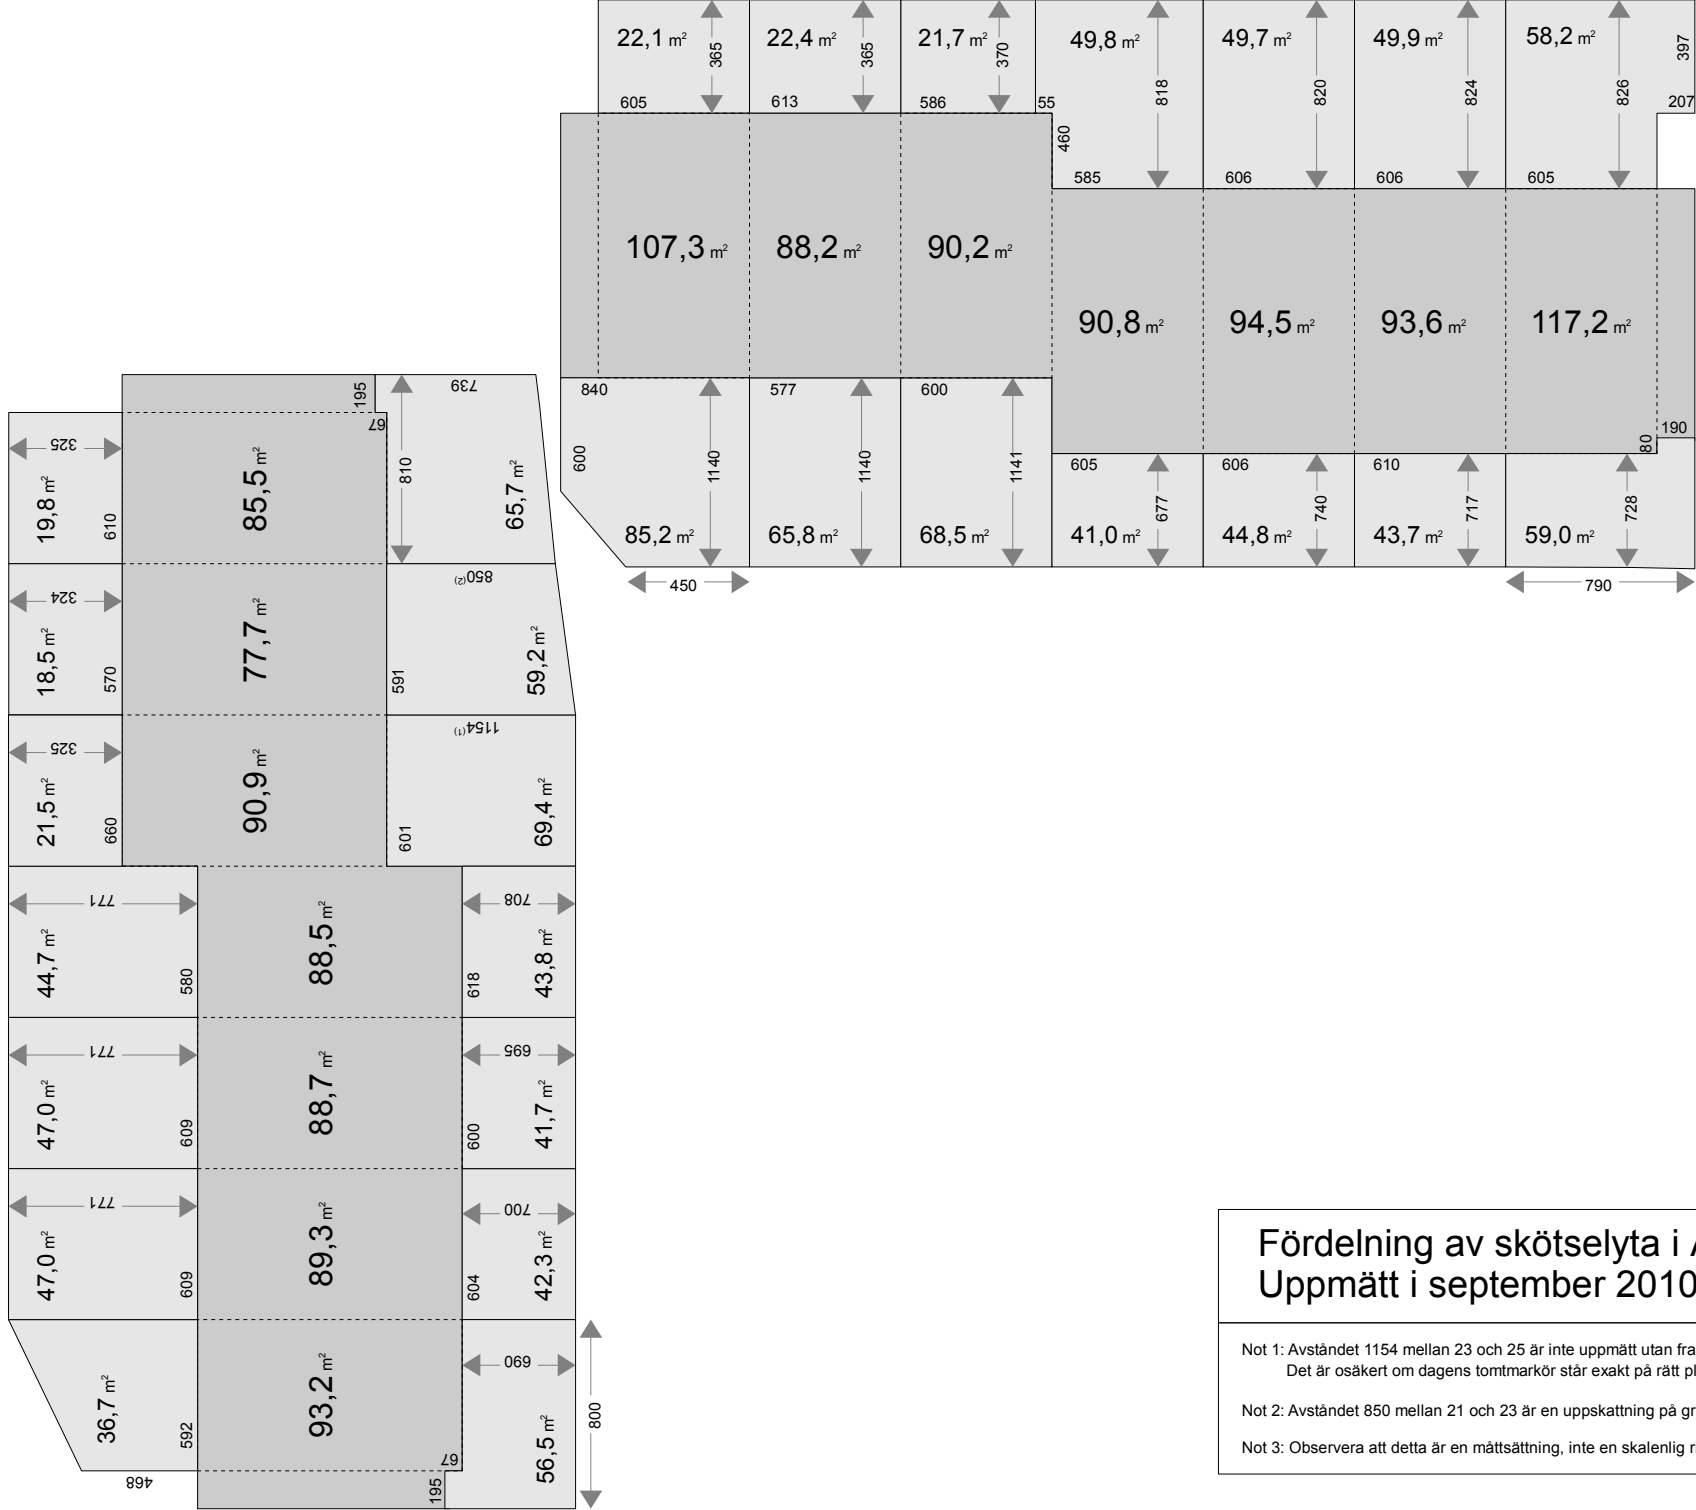 22,1 m² 22,4 m² 21,7 m² 49,8 m² 49,7 m² 49,9 m² 58,2 m²
365 365 370 818 820 824 826 397
605 613 586 55 207
460
585 606 606 605
107,3 m² 88,2 m² 90,2 m²
90,8 m² 94,5 m² 93,6 m² 117,2 m²
840 577 600
190
80
600 1140 1140 1141
605 606 610
677 740 717 728
85,2 m² 65,8 m² 68,5 m² 41,0 m² 44,8 m² 43,7 m² 59,0 m²
450 790
195 739
67
325 810
19,8 m² 610 85,5 m² 65,7 m²
324 850(2)
18,5 m² 570 77,7 m² 591 59,2 m²
325 1154(1)
21,5 m² 660 90,9 m² 601 69,4 m²
771 708
44,7 m² 580 88,5 m² 618 43,8 m²
771 695
47,0 m² 609 88,7 m² 600 41,7 m²
771 700
47,0 m² 609 89,3 m² 604 42,3 m²
690
36,7 m² 592 93,2 m² 800
67 56,5 m²
468 195
Fördelning av skötselyta i
Uppmätt i september 2010
Not 1: Avståndet 1154 mellan 23 och 25 är inte uppmätt utan fra
Det är osäkert om dagens tomtmarkör står exakt på rätt pl
Not 2: Avståndet 850 mellan 21 och 23 är en uppskattning på gr
Not 3: Observera att detta är en måttsättning, inte en skalenlig r